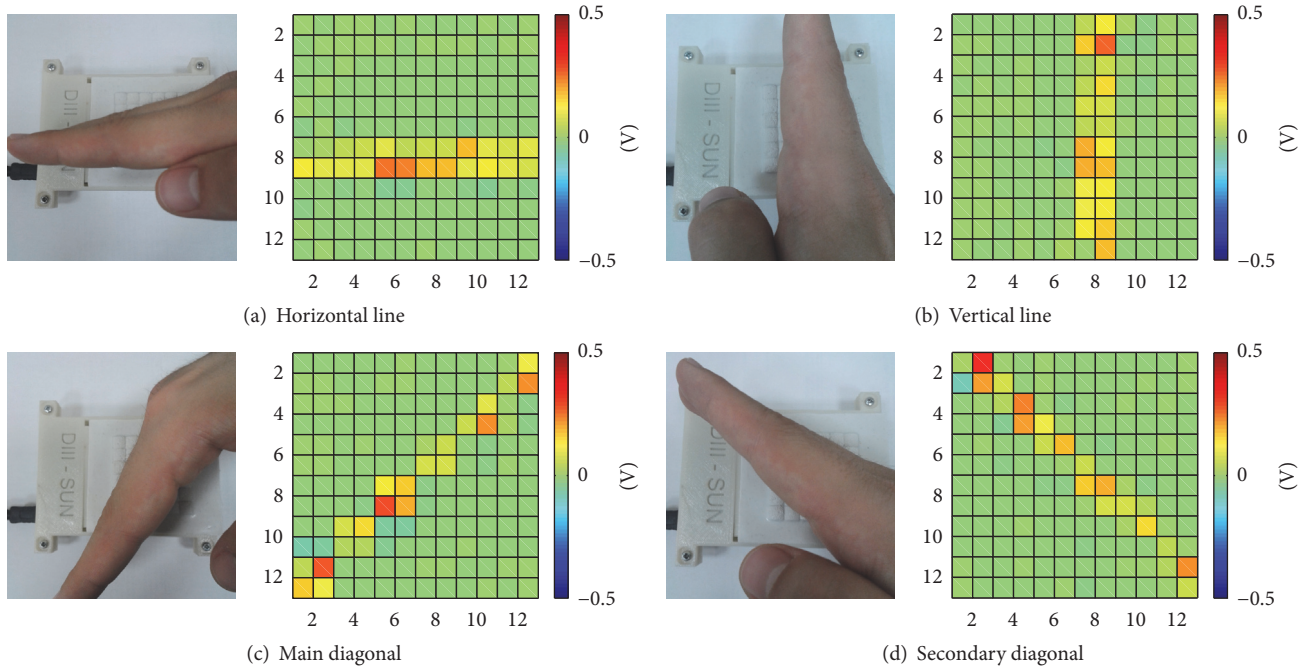 DIII - SUN
2
4
6
8
10
12
2 4 6 8 10 12
0.5
0
−0.5
(V)
(a) Horizontal line
DIII - SUN
2
4
6
8
10
12
2 4 6 8 10 12
0.5
0
−0.5
(V)
(b) Vertical line
DIII - SUN
2
4
6
8
10
12
2 4 6 8 10 12
0.5
0
−0.5
(V)
(c) Main diagonal
DIII - SUN
2
4
6
8
10
12
2 4 6 8 10 12
0.5
0
−0.5
(V)
(d) Secondary diagonal